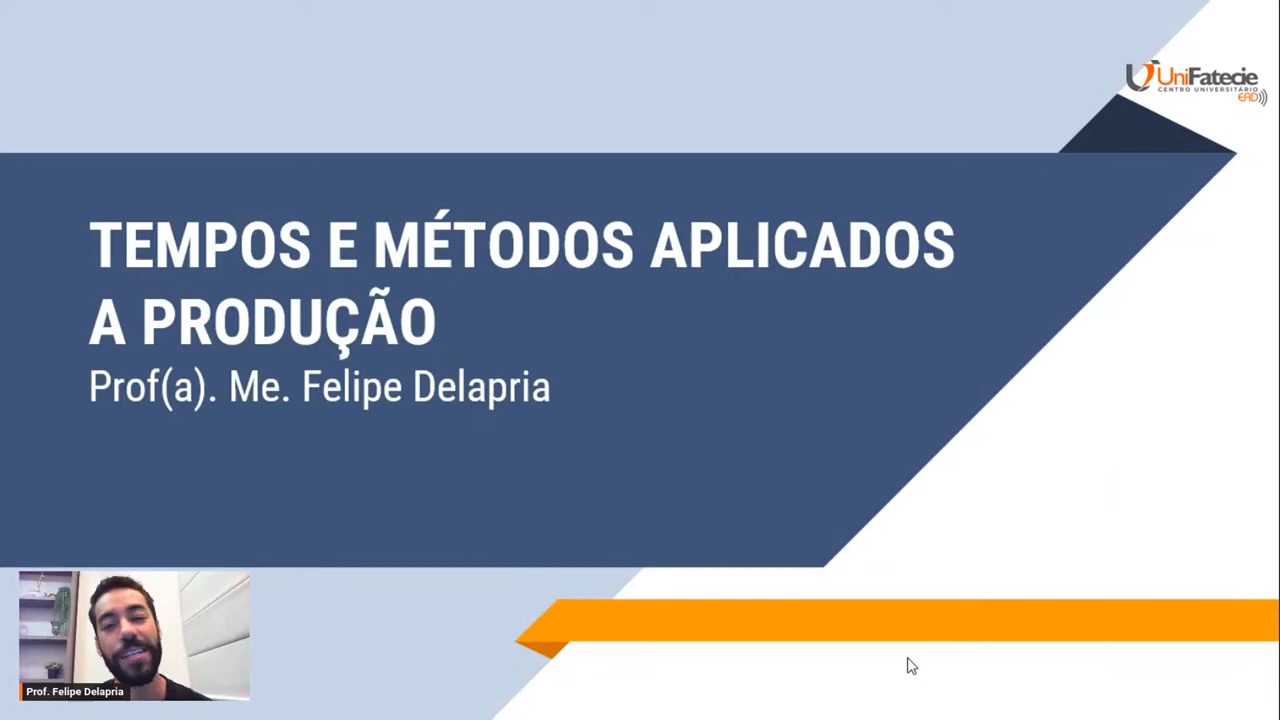 UniFatecie
CENTRO UNIVERSITÁRIO
EAD
TEMPOS E MÉTODOS APLICADOS
A PRODUÇÃO
Prof(a). Me. Felipe Delapria
Prof. Felipe Delapria